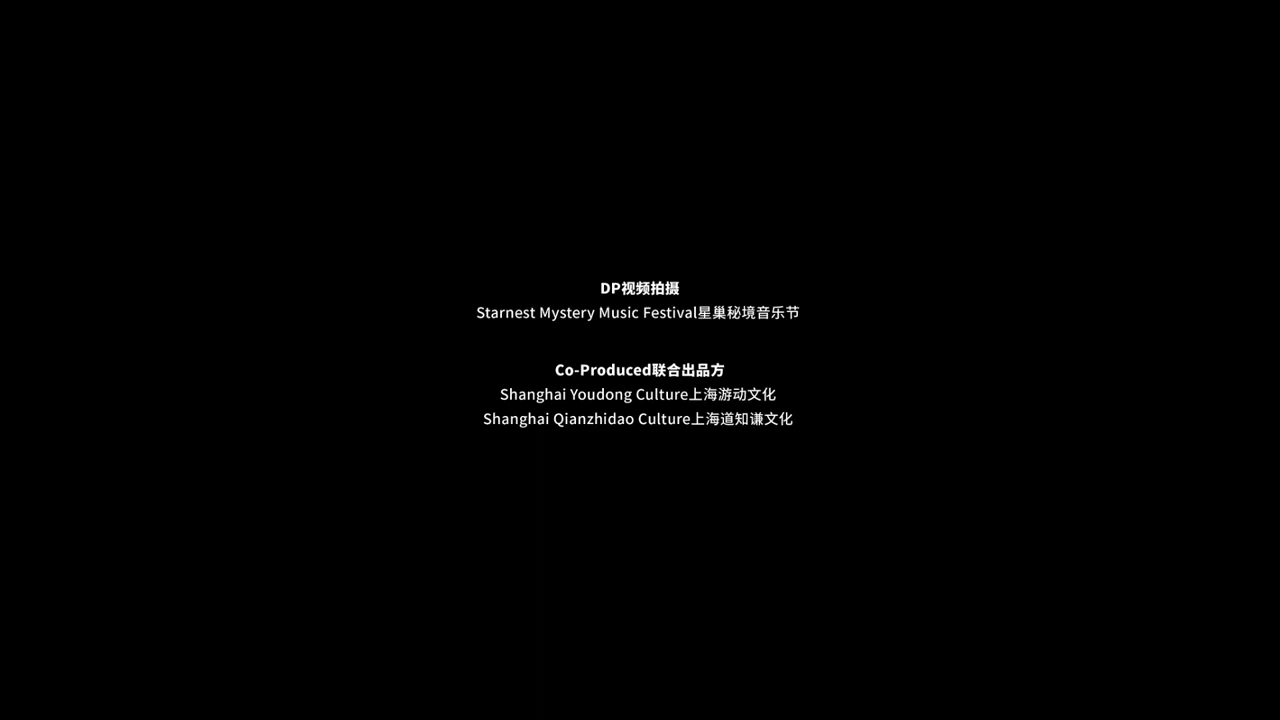 DP视频拍摄
Starnest Mystery Music Festival星巢秘境音乐节
Co-Produced联合出品方
Shanghai Youdong Culture上海游动文化
Shanghai Qianzhidao Culture上海道知谦文化